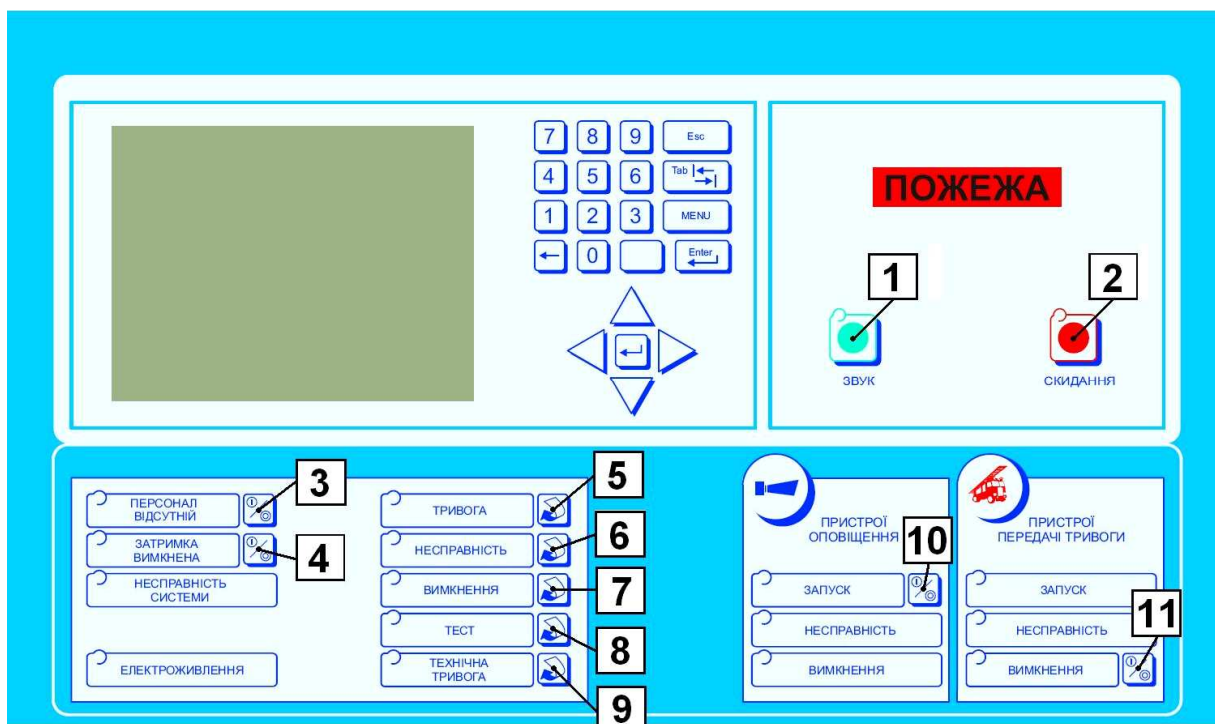 7 8 9 Esc
4 5 6 Tab
1 2 3 MENU
0 Enter
ПОЖЕЖА
1
2
ЗВУК
СКИДАННЯ
ПЕРСОНАЛ
ВІДСУТНІЙ
3
ЗАТРИМКА
ВИМКНЕНА
4
НЕСПРАВНІСТЬ
СИСТЕМИ
ЕЛЕКТРОЖИВЛЕННЯ
ТРИВОГА
5
НЕСПРАВНІСТЬ
6
ВИМКНЕННЯ
7
ТЕСТ
8
ТЕХНІЧНА
ТРИВОГА
9
ПРИСТРОЇ
ОПОВІЩЕННЯ
10
ЗАПУСК
НЕСПРАВНІСТЬ
ВИМКНЕННЯ
ПРИСТРОЇ
ПЕРЕДАЧІ ТРИВОГИ
ЗАПУСК
НЕСПРАВНІСТЬ
11
ВИМКНЕННЯ